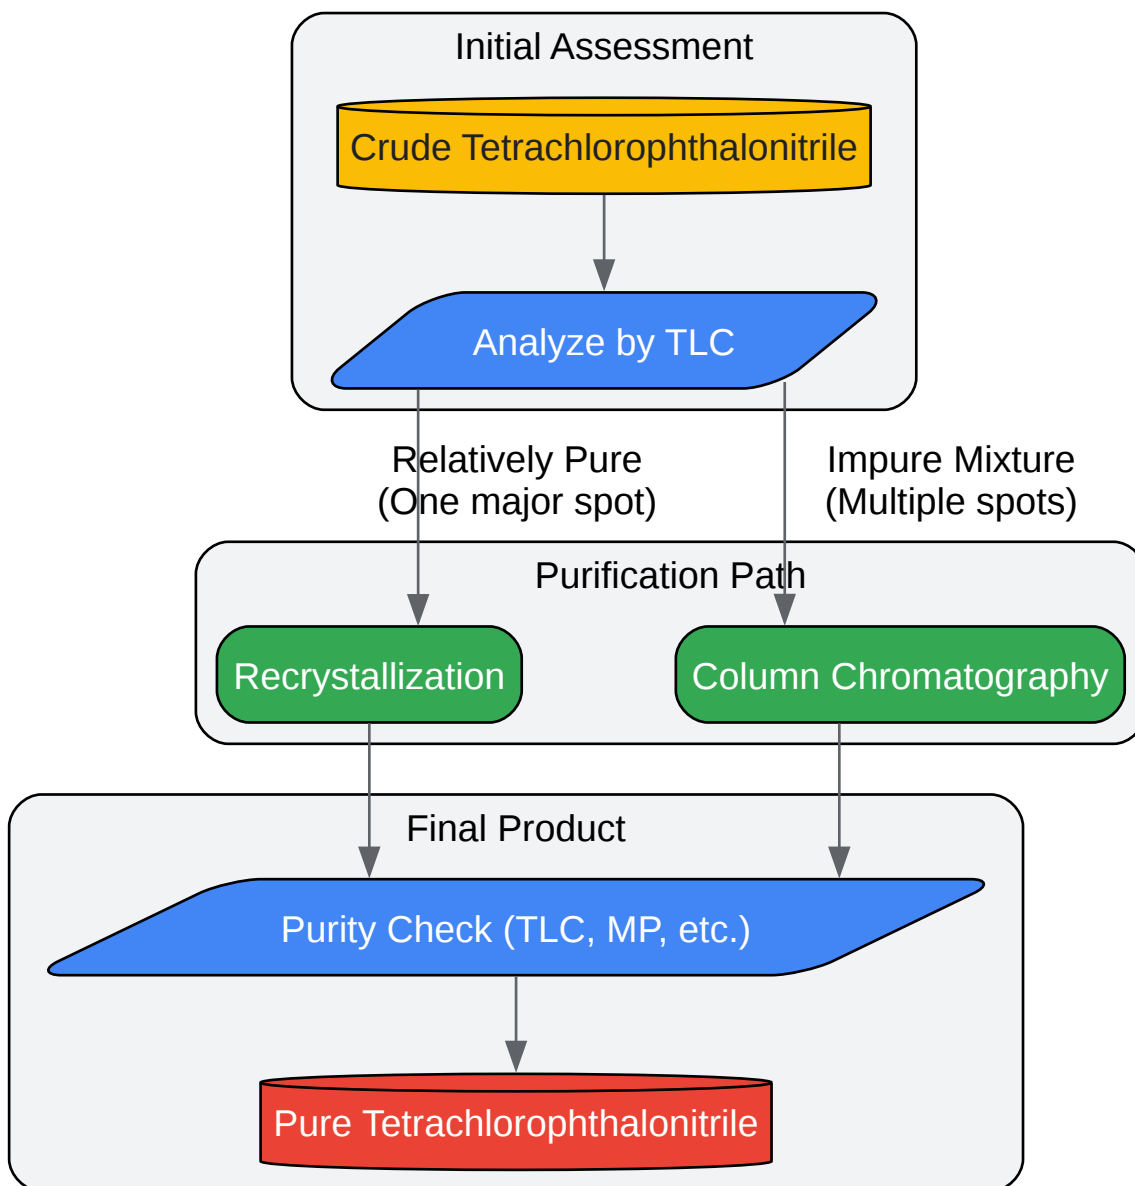 Initial Assessment
Crude Tetrachlorophthalonitrile
Analyze by TLC
Relatively Pure
(One major spot)
Impure Mixture
(Multiple spots)
Purification Path
Recrystallization
Column Chromatography
Final Product
Purity Check (TLC, MP, etc.)
Pure Tetrachlorophthalonitrile